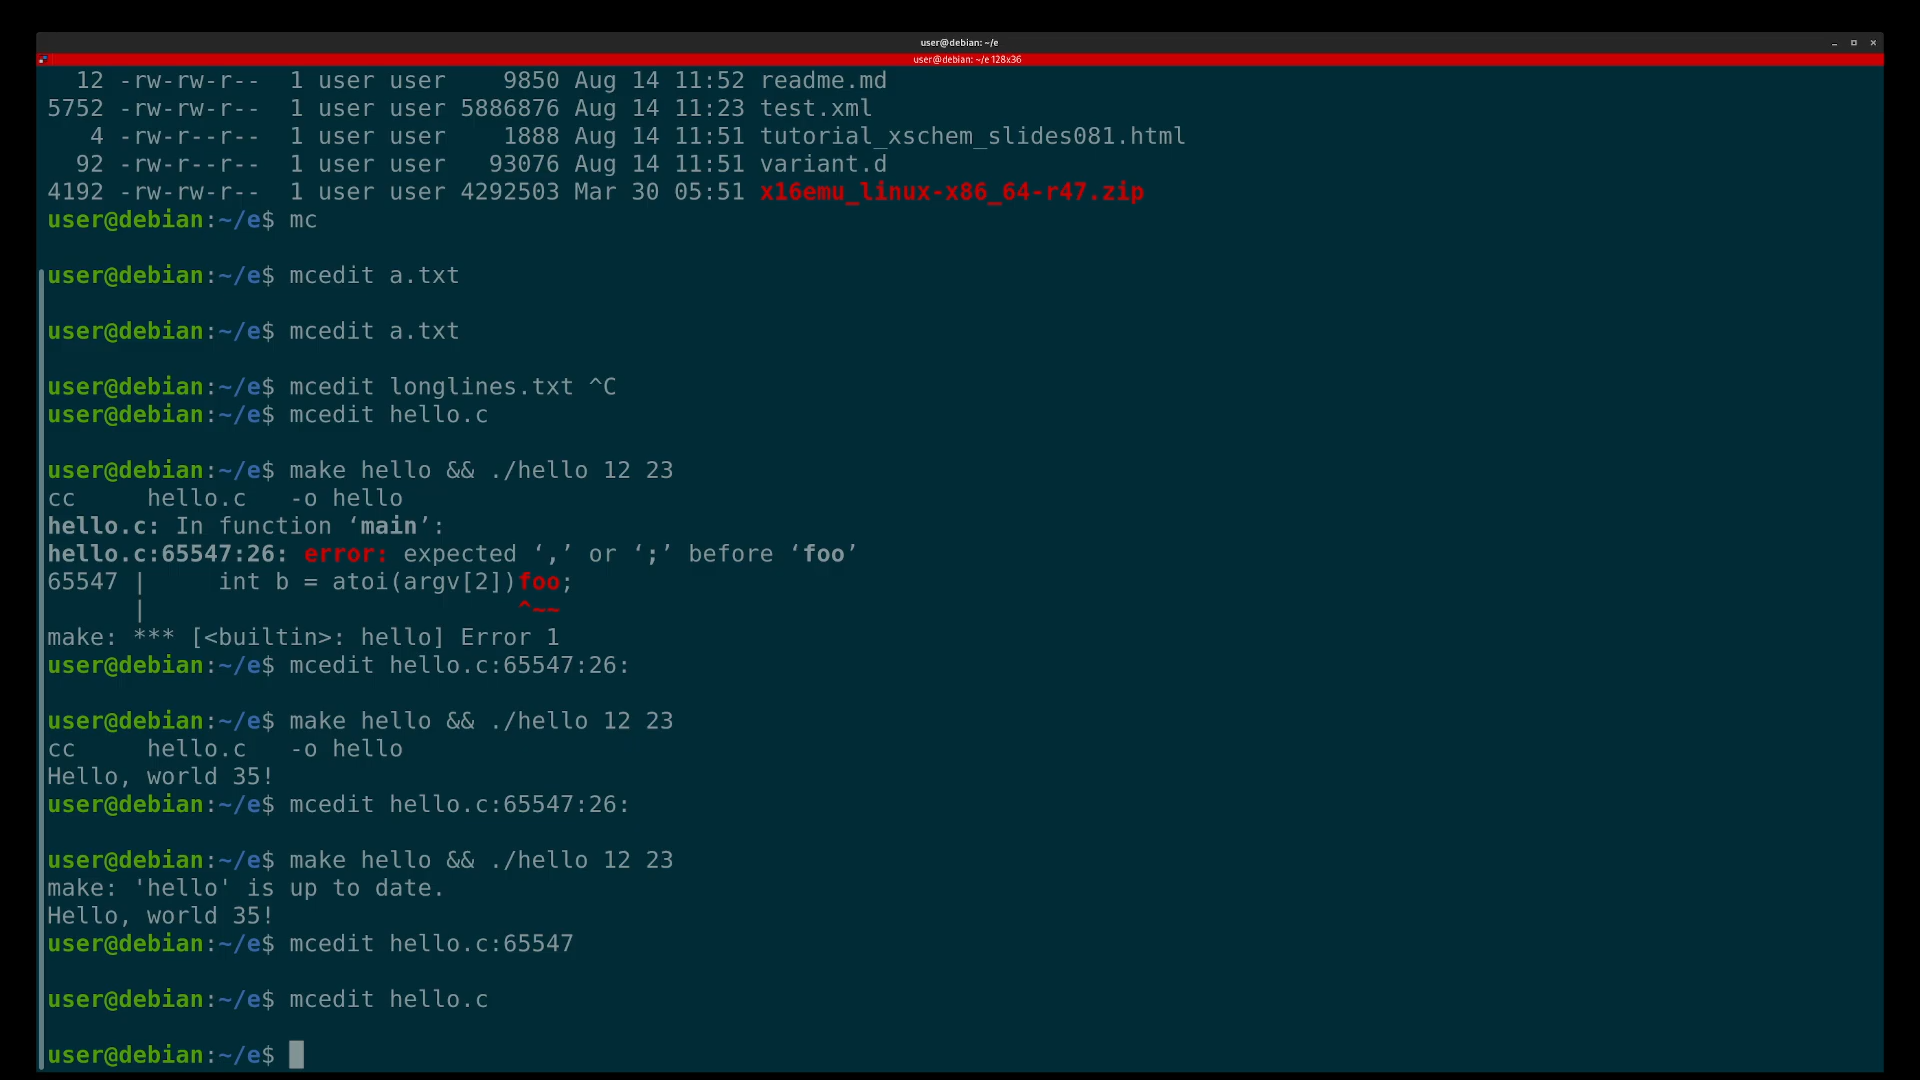 user@debian: ~/e
user@debian: ~/e 128x36
12 -rw-rw-r-- 1 user user 9850 Aug 14 11:52 readme.md
5752 -rw-rw-r-- 1 user user 5886876 Aug 14 11:23 test.xml
4 -rw-r--r-- 1 user user 1888 Aug 14 11:51 tutorial_xschem_slides081.html
92 -rw-r--r-- 1 user user 93076 Aug 14 11:51 variant.d
4192 -rw-rw-r-- 1 user user 4292503 Mar 30 05:51 x16emu_linux-x86_64-r47.zip
user@debian:~/e$ mc
user@debian:~/e$ mcedit a.txt
user@debian:~/e$ mcedit a.txt
user@debian:~/e$ mcedit longlines.txt ^C
user@debian:~/e$ mcedit hello.c
user@debian:~/e$ make hello && ./hello 12 23
cc     hello.c   -o hello
hello.c: In function ‘main’:
hello.c:65547:26: error: expected ‘,’ or ‘;’ before ‘foo’
65547 |     int b = atoi(argv[2])foo;
      |                          ^~~
make: *** [<builtin>: hello] Error 1
user@debian:~/e$ mcedit hello.c:65547:26:
user@debian:~/e$ make hello && ./hello 12 23
cc     hello.c   -o hello
Hello, world 35!
user@debian:~/e$ mcedit hello.c:65547:26:
user@debian:~/e$ make hello && ./hello 12 23
make: 'hello' is up to date.
Hello, world 35!
user@debian:~/e$ mcedit hello.c:65547
user@debian:~/e$ mcedit hello.c
user@debian:~/e$